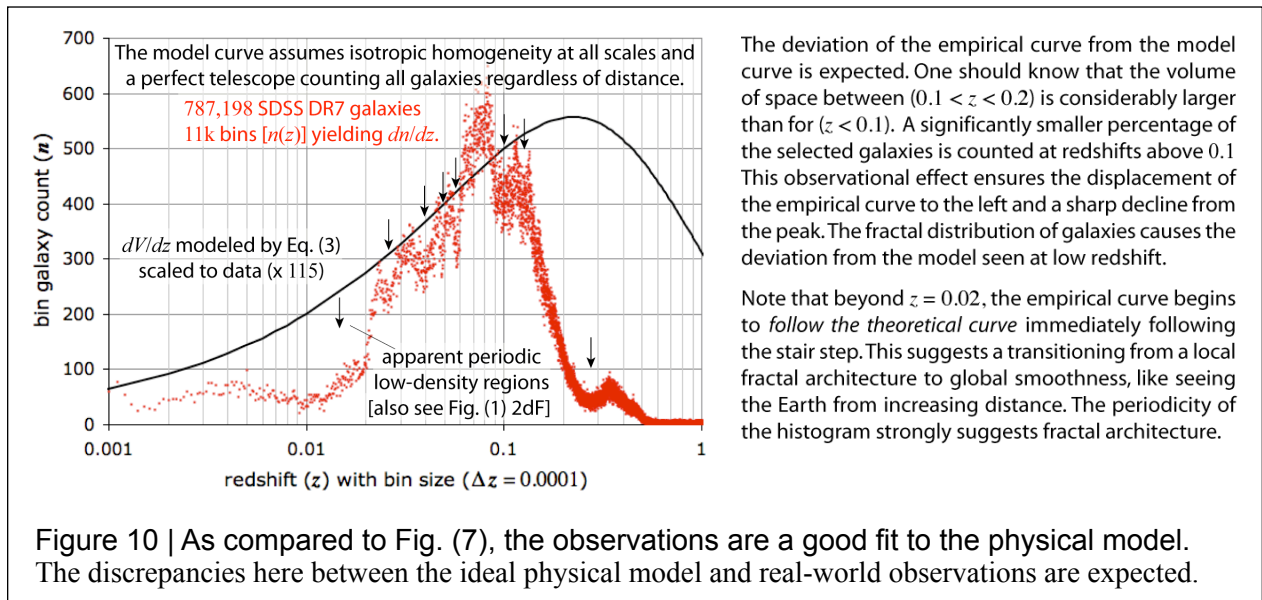 The model curve assumes isotropic homogeneity at all scales and
a perfect telescope counting all galaxies regardless of distance.
787,198 SDSS DR7 galaxies
11k bins [n(z)] yielding dn/dz.
dV/dz modeled by Eq. (3)
scaled to data (x 115)
apparent periodic
low-density regions
[also see Fig. (1) 2dF]
bin galaxy count (n)
700
600
500
400
300
200
100
0
0.001
0.01
0.1
1
redshift (z) with bin size (Δz = 0.0001)
The deviation of the empirical curve from the model
curve is expected. One should know that the volume
of space between (0.1 < z < 0.2) is considerably larger
than for (z < 0.1). A significantly smaller percentage of
the selected galaxies is counted at redshifts above 0.1
This observational effect ensures the displacement of
the empirical curve to the left and a sharp decline from
the peak. The fractal distribution of galaxies causes the
deviation from the model seen at low redshift.
Note that beyond z = 0.02, the empirical curve begins
to follow the theoretical curve immediately following
the stair step. This suggests a transitioning from a local
fractal architecture to global smoothness, like seeing
the Earth from increasing distance. The periodicity of
the histogram strongly suggests fractal architecture.
Figure 10 | As compared to Fig. (7), the observations are a good fit to the physical model.
The discrepancies here between the ideal physical model and real-world observations are expected.